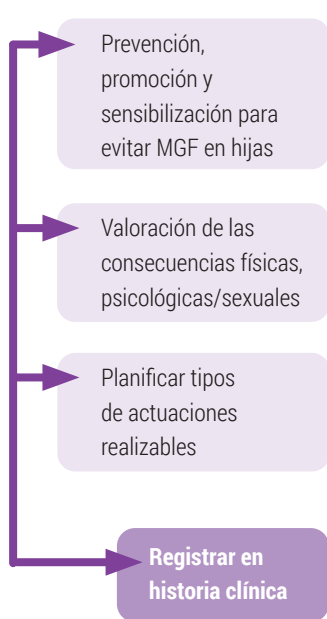 Prevención,
promoción y
sensibilización para
evitar MGF en hijas
Valoración de las
consecuencias físicas,
psicológicas/sexuales
Planificar tipos
de actuaciones
realizables
Registrar en
historia clínica